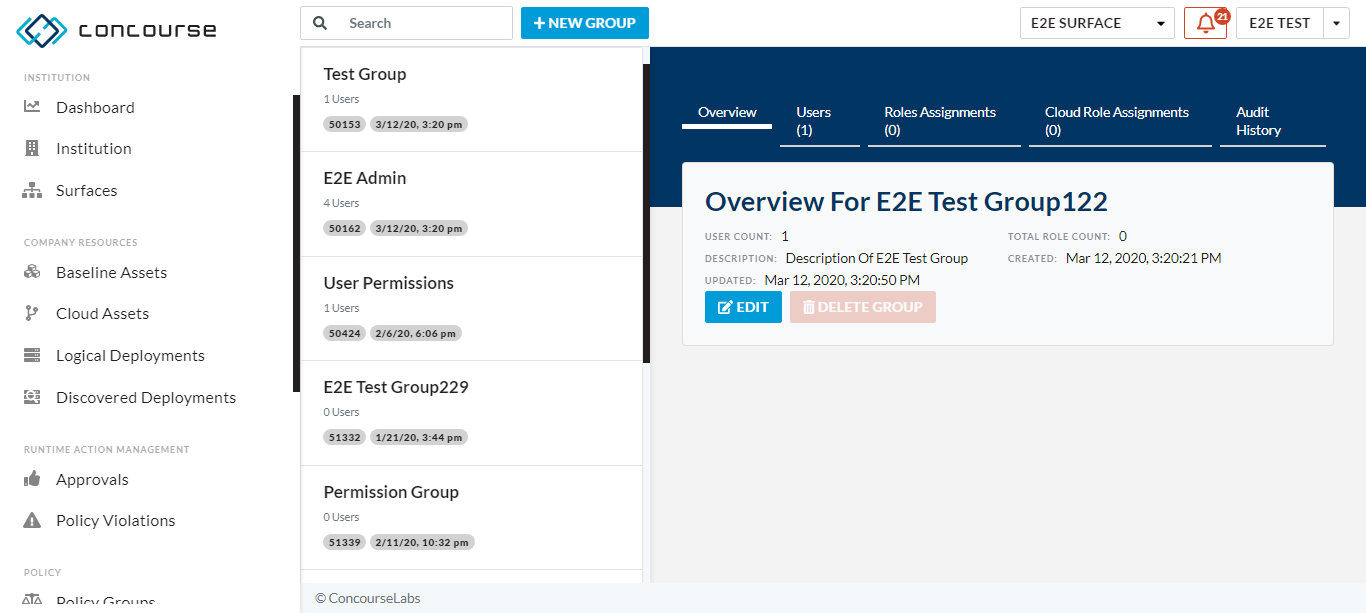 concourse
Search
NEW GROUP
E2E SURFACE
21
E2E TEST
INSTITUTION
Dashboard
Institution
Surfaces
COMPANY RESOURCES
Baseline Assets
Cloud Assets
Logical Deployments
Discovered Deployments
RUNTIME ACTION MANAGEMENT
Approvals
Policy Violations
POLICY
Policy Groups
Test Group
1 Users
50153 3/12/20, 3:20 pm
E2E Admin
4 Users
50162 3/12/20, 3:20 pm
User Permissions
1 Users
50424 2/6/20, 6:06 pm
E2E Test Group229
0 Users
51332 1/21/20, 3:44 pm
Permission Group
0 Users
51339 2/11/20, 10:32 pm
Overview
Users
(1)
Roles Assignments
(0)
Cloud Role Assignments
(0)
Audit
History
Overview For E2E Test Group122
USER COUNT: 1
TOTAL ROLE COUNT: 0
DESCRIPTION: Description Of E2E Test Group
CREATED: Mar 12, 2020, 3:20:21 PM
UPDATED: Mar 12, 2020, 3:20:50 PM
EDIT
DELETE GROUP
© ConcourseLabs